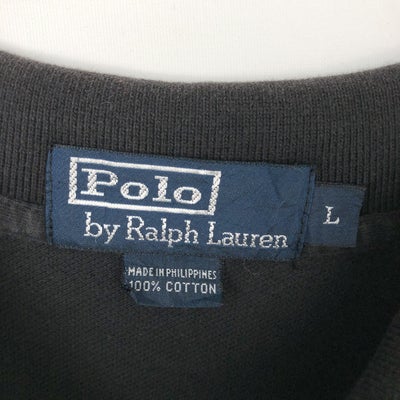 Polo
by Ralph Lauren
L
MADE IN PHILIPPINES
100% COTTON